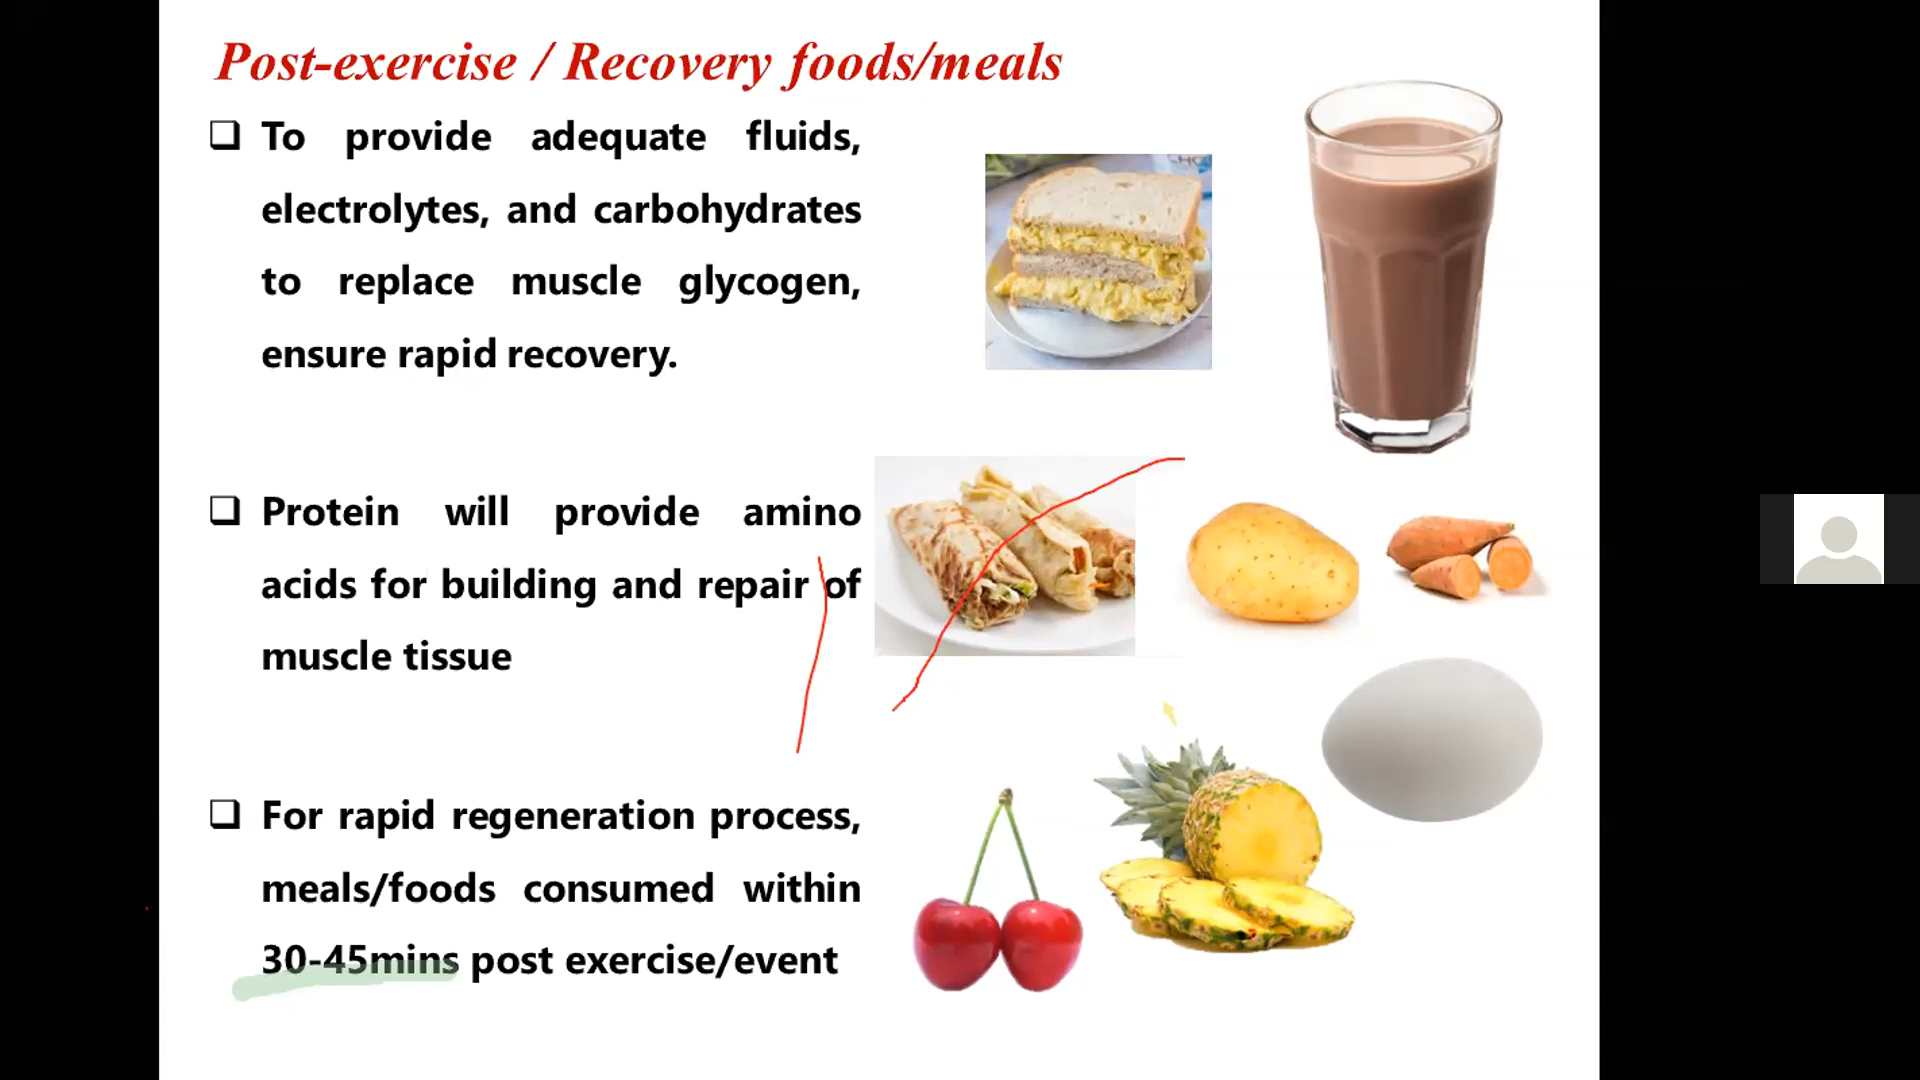 Post-exercise / Recovery foods/meals
❑ To provide adequate fluids,
electrolytes, and carbohydrates
to replace muscle glycogen,
ensure rapid recovery.
❑ Protein will provide amino
acids for building and repair of
muscle tissue
❑ For rapid regeneration process,
meals/foods consumed within
30-45mins post exercise/event